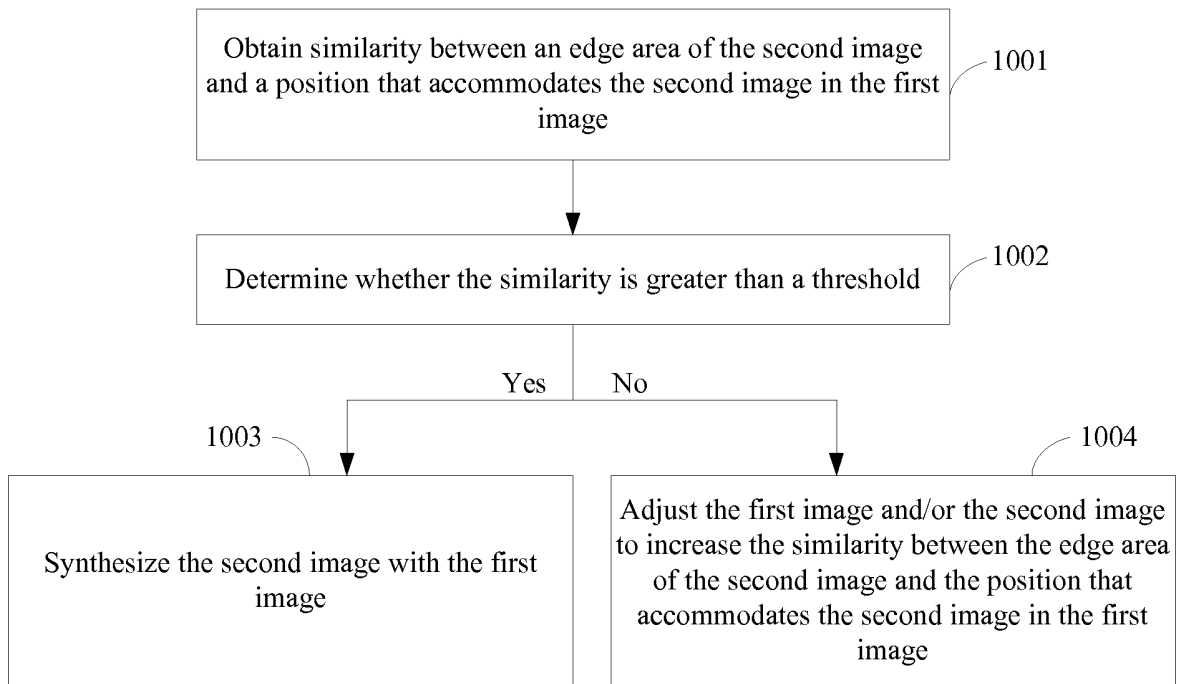 Obtain similarity between an edge area of the second image
and a position that accommodates the second image in the first
image
1001
Determine whether the similarity is greater than a threshold
1002
Yes
No
1003
Synthesize the second image with the first
image
1004
Adjust the first image and/or the second image
to increase the similarity between the edge area
of the second image and the position that
accommodates the second image in the first
image